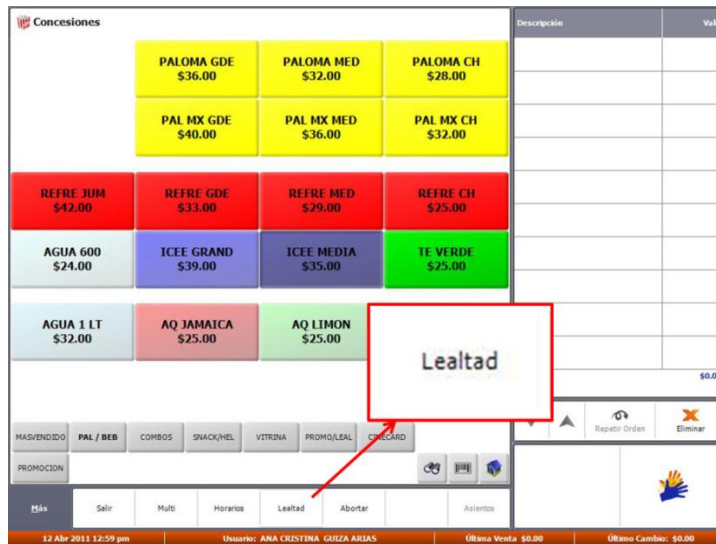 Concesiones
Descripción
Val
PALOMA GDE
$36.00
PALOMA MED
$32.00
PALOMA CH
$28.00
PAL MX GDE
$40.00
PAL MX MED
$36.00
PAL MX CH
$32.00
REFRE JUM
$42.00
REFRE GDE
$33.00
REFRE MED
$29.00
REFRE CH
$25.00
AGUA 600
$24.00
ICEE GRAND
$39.00
ICEE MEDIA
$35.00
TE VERDE
$25.00
AGUA 1 LT
$32.00
AQ JAMAICA
$25.00
AQ LIMON
$25.00
Lealtad
$0.0
MASVENDIDO
PAL / BEB
COMBOS
SNACK/HEL
VITRINA
PROMO/LEAL
CINECARD
Repetir Orden
Eliminar
PROMOCION
Más
Salir
Multi
Horarios
Lealtad
Abortar
Asientos
12 Abr 2011 12:59 pm
Usuario: ANA CRISTINA GUIZA ARIAS
Última Venta $0.00
Último Cambio: $0.00